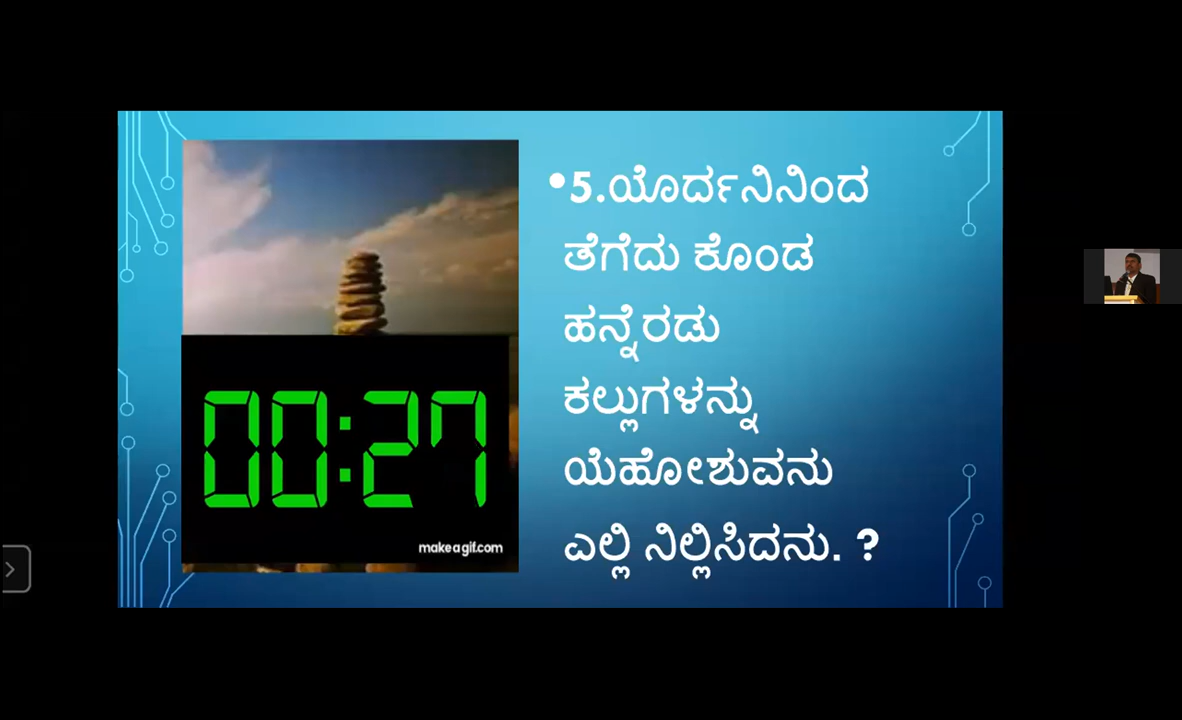 •5.ಯೊರ್ದನಿನಿಂದ
ತೆಗೆದು ಕೊಂಡ
ಹನ್ನೆರಡು
ಕಲ್ಲುಗಳನ್ನು
ಯೆಹೋಶುವನು
ಎಲ್ಲಿ ನಿಲ್ಲಿಸಿದನು. ?
00:27
makeagif.com